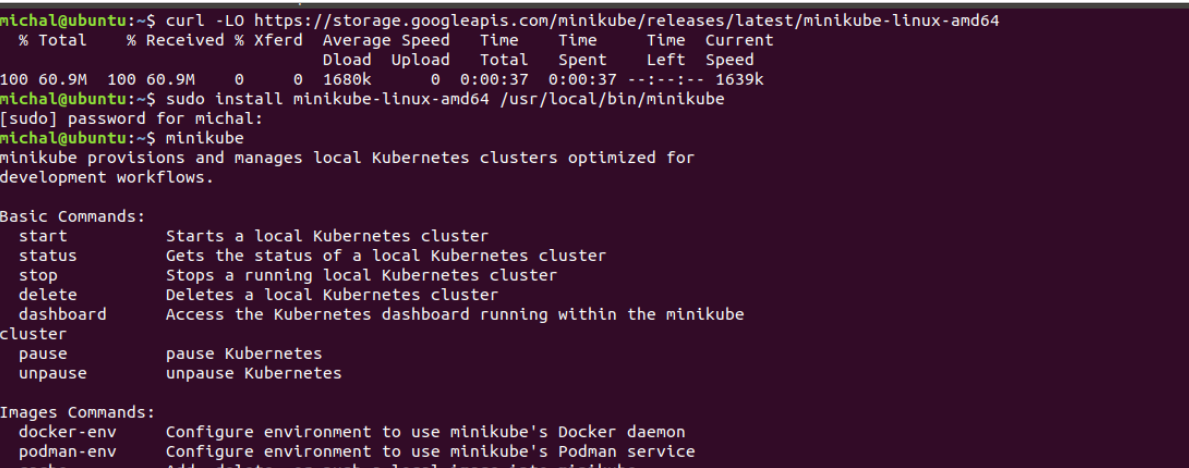 michal@ubuntu:~$ curl -LO https://storage.googleapis.com/minikube/releases/latest/minikube-linux-amd64
  % Total    % Received % Xferd  Average Speed   Time    Time     Time  Current
                                 Dload  Upload   Total   Spent    Left  Speed
100 60.9M  100 60.9M    0     0  1680k      0  0:00:37  0:00:37 --:--:-- 1639k
michal@ubuntu:~$ sudo install minikube-linux-amd64 /usr/local/bin/minikube
[sudo] password for michal:
michal@ubuntu:~$ minikube
minikube provisions and manages local Kubernetes clusters optimized for
development workflows.
Basic Commands:
  start          Starts a local Kubernetes cluster
  status         Gets the status of a local Kubernetes cluster
  stop           Stops a running local Kubernetes cluster
  delete         Deletes a local Kubernetes cluster
  dashboard      Access the Kubernetes dashboard running within the minikube
cluster
  pause          pause Kubernetes
  unpause        unpause Kubernetes
Images Commands:
  docker-env     Configure environment to use minikube's Docker daemon
  podman-env     Configure environment to use minikube's Podman service